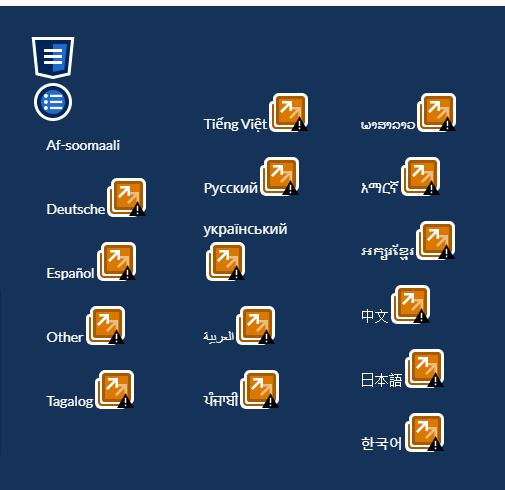 Af-soomaali
Deutsche
Español
Other
Tagalog
Tiếng Việt
Русский
український
العربية
ਪੰਜਾਬੀ
ພາສາລາວ
አማርኛ
អក្សរខ្មែរ
中文
日本語
한국어